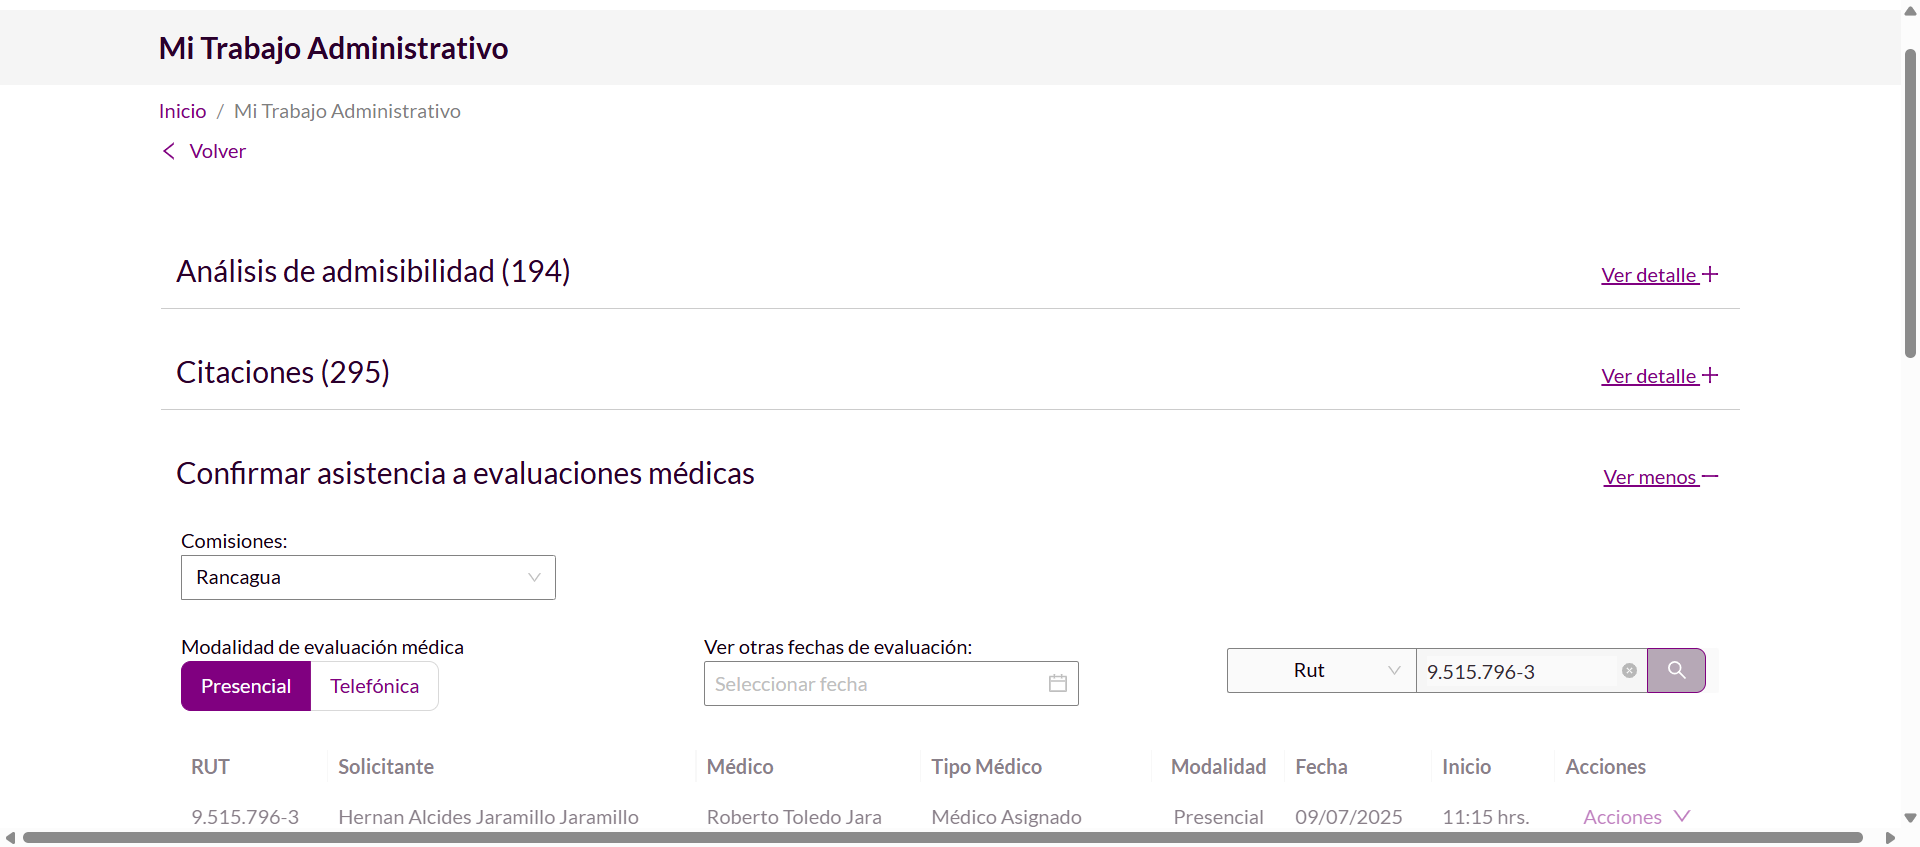 Mi Trabajo Administrativo
Inicio / Mi Trabajo Administrativo
Volver
Análisis de admisibilidad (194)
Ver detalle
Citaciones (295)
Ver detalle
Confirmar asistencia a evaluaciones médicas
Ver menos
Comisiones:
Rancagua
Modalidad de evaluación médica
Ver otras fechas de evaluación:
Presencial Telefónica
Seleccionar fecha
Rut 9.515.796-3
RUT Solicitante Médico Tipo Médico Modalidad Fecha Inicio Acciones
9.515.796-3 Hernan Alcides Jaramillo Jaramillo Roberto Toledo Jara Médico Asignado Presencial 09/07/2025 11:15 hrs. Acciones